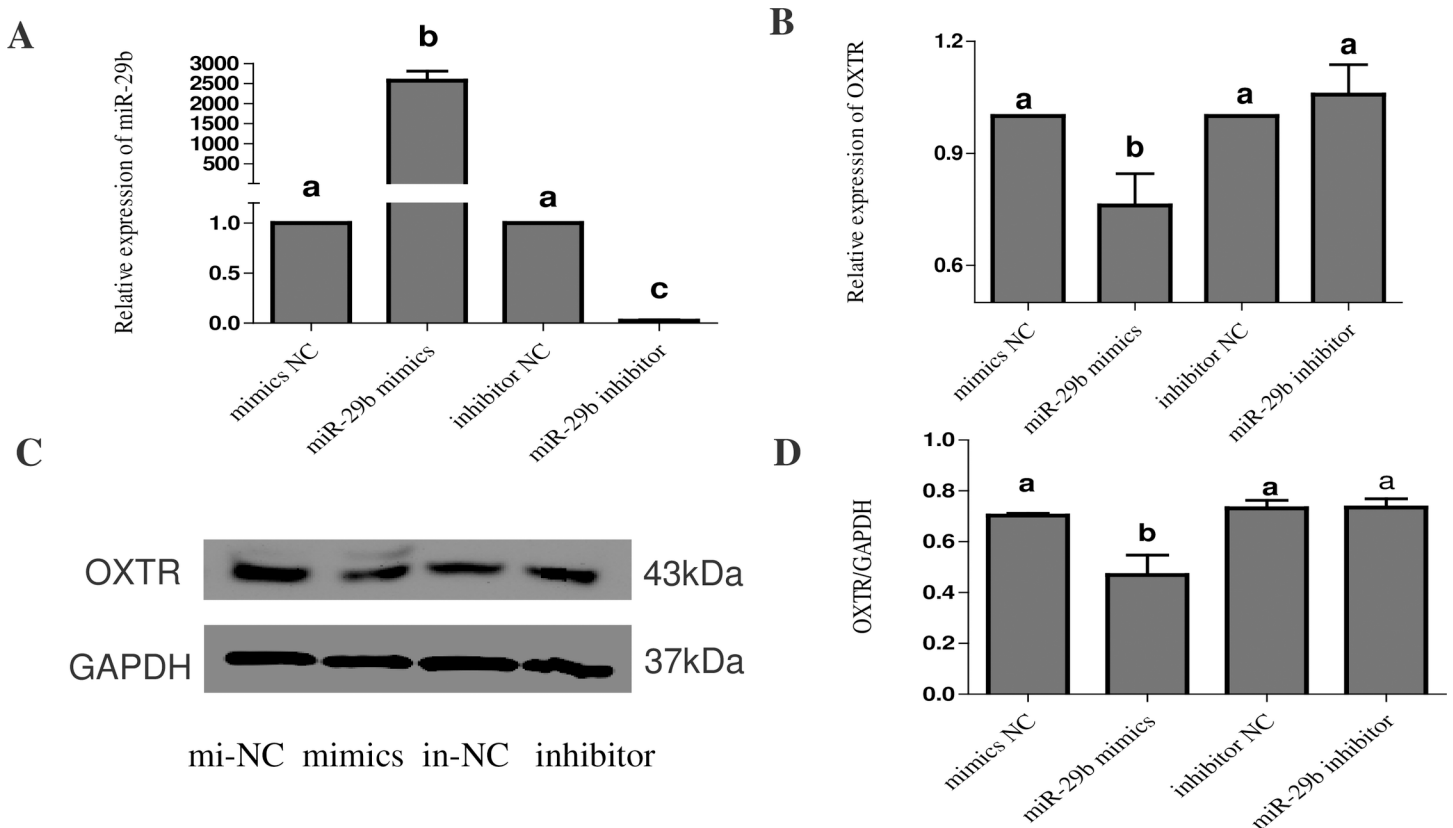 A
Relative expression of miR-29b
3000
2500
2000
1500
1000
500
1.0
0.5
0.0
a
b
a
c
mimics NC
miR-29b mimics
inhibitor NC
miR-29b inhibitor
B
Relative expression of OXTR
1.2
0.9
0.6
a
b
a
a
mimics NC
miR-29b mimics
inhibitor NC
miR-29b inhibitor
C
OXTR
43kDa
GAPDH
37kDa
mi-NC mimics in-NC inhibitor
D
OXTR/GAPDH
1.0
0.8
0.6
0.4
0.2
0.0
a
b
a
a
mimics NC
miR-29b mimics
inhibitor NC
miR-29b inhibitor